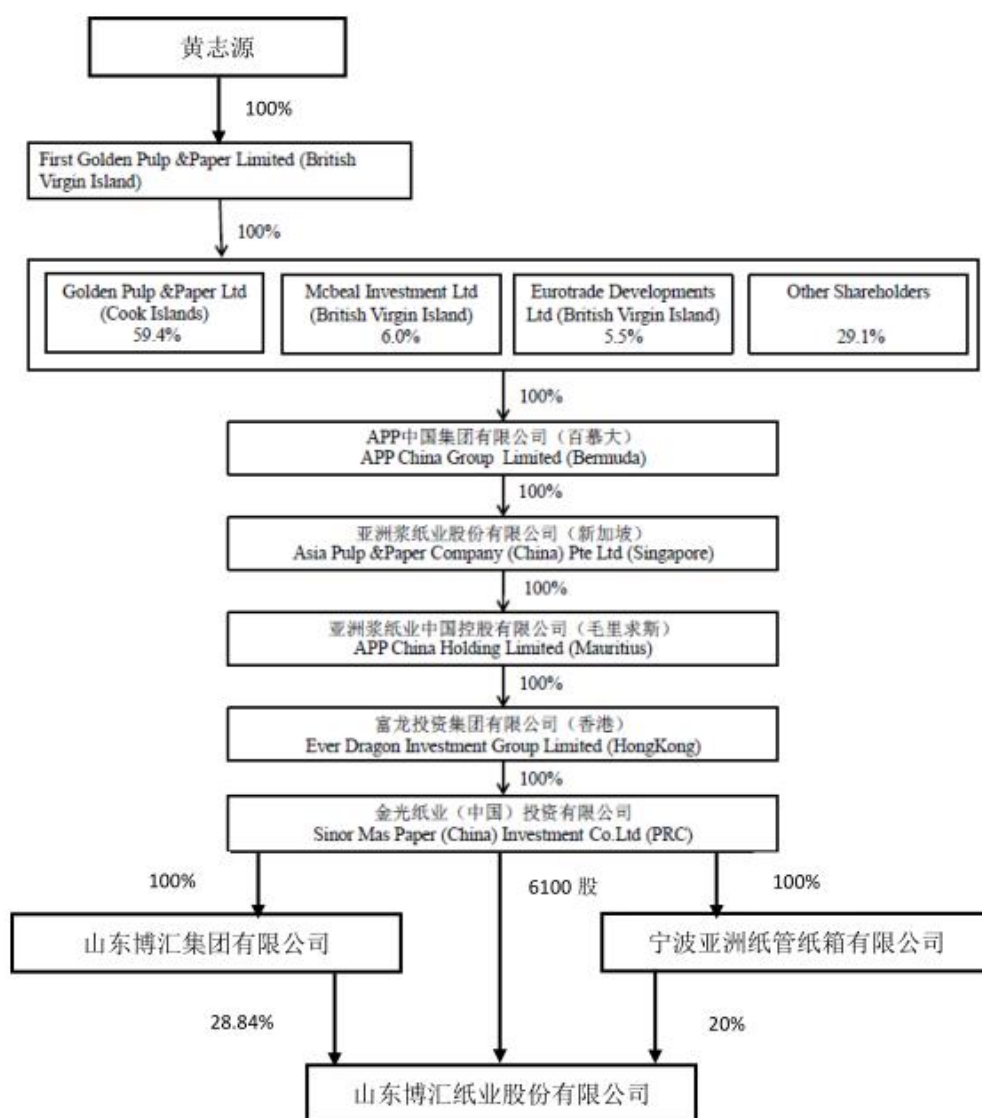 黄志源
100%
First Golden Pulp &Paper Limited (British
Virgin Island)
100%
Golden Pulp &Paper Ltd
(Cook Islands)
59.4%
Mcbeal Investment Ltd
(British Virgin Island)
6.0%
Eurotrade Developments
Ltd (British Virgin Island)
5.5%
Other Shareholders
29.1%
100%
APP中国集团有限公司（百慕大）
APP China Group Limited (Bermuda)
100%
亚洲浆纸业股份有限公司（新加坡）
Asia Pulp &Paper Company (China) Pte Ltd (Singapore)
100%
亚洲浆纸业中国控股有限公司（毛里求斯）
APP China Holding Limited (Mauritius)
100%
富龙投资集团有限公司（香港）
Ever Dragon Investment Group Limited (HongKong)
100%
金光纸业（中国）投资有限公司
Sinor Mas Paper (China) Investment Co.Ltd (PRC)
100%
6100 股
100%
山东博汇集团有限公司
宁波亚洲纸管纸箱有限公司
28.84%
20%
山东博汇纸业股份有限公司